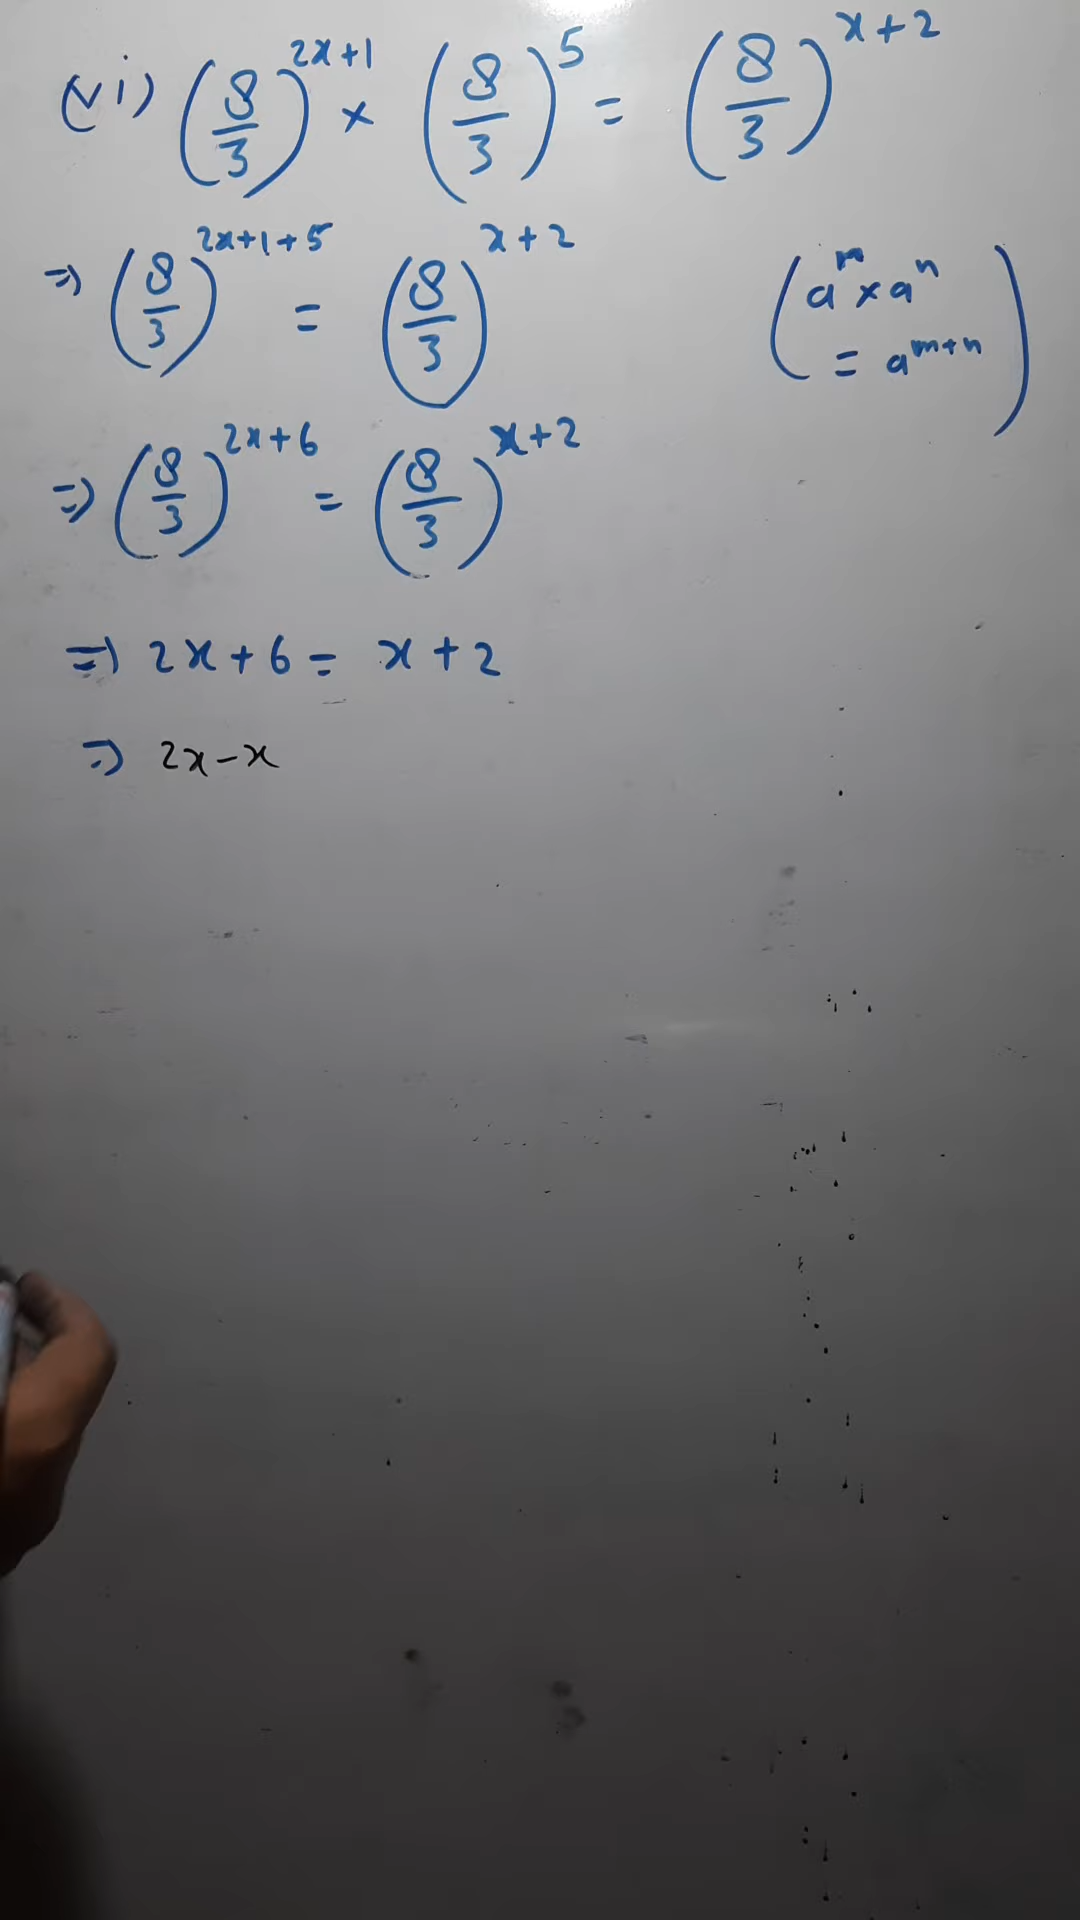 (vi) (8/3)^{2x+1} × (8/3)^5 = (8/3)^{x+2}
⇒ (8/3)^{2x+1+5} = (8/3)^{x+2}
(a^m × a^n
= a^{m+n})
⇒ (8/3)^{2x+6} = (8/3)^{x+2}
⇒ 2x+6 = x+2
⇒ 2x-x